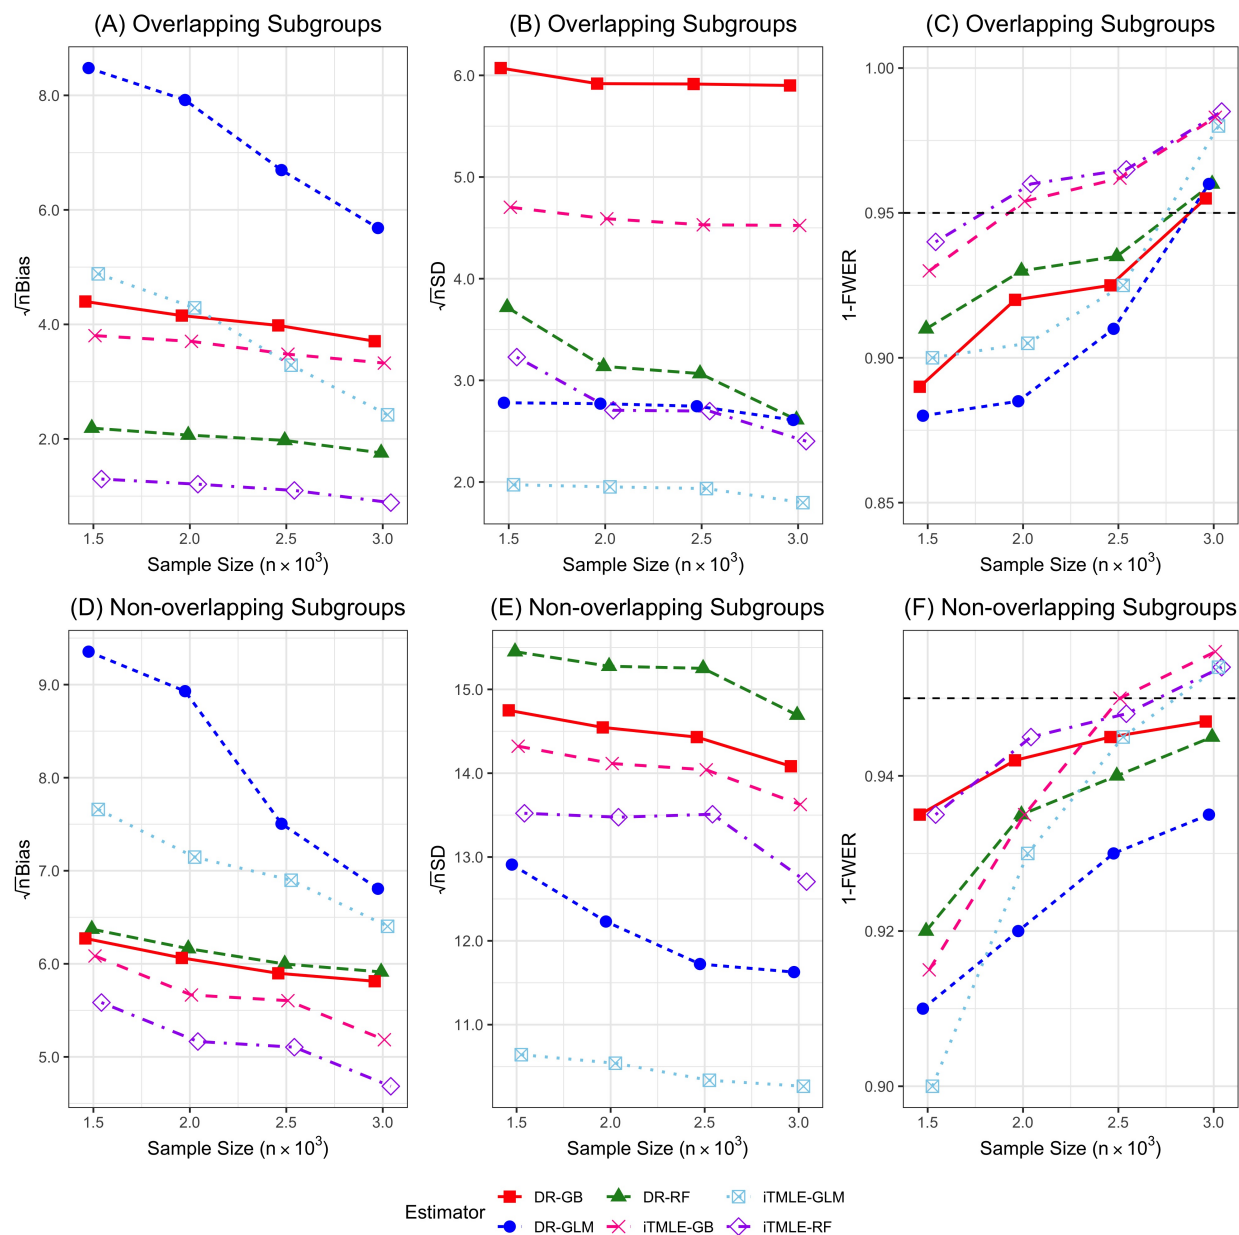 (A) Overlapping Subgroups
(B) Overlapping Subgroups
(C) Overlapping Subgroups
√nBias
8.0
6.0
4.0
2.0
1.5 2.0 2.5 3.0
Sample Size (n × 10³)
√nSD
6.0
5.0
4.0
3.0
2.0
1.5 2.0 2.5 3.0
Sample Size (n × 10³)
1-FWER
1.00
0.95
0.90
0.85
1.5 2.0 2.5 3.0
Sample Size (n × 10³)
(D) Non-overlapping Subgroups
(E) Non-overlapping Subgroups
(F) Non-overlapping Subgroups
√nBias
9.0
8.0
7.0
6.0
5.0
1.5 2.0 2.5 3.0
Sample Size (n × 10³)
√nSD
15.0
14.0
13.0
12.0
11.0
1.5 2.0 2.5 3.0
Sample Size (n × 10³)
1-FWER
0.94
0.92
0.90
1.5 2.0 2.5 3.0
Sample Size (n × 10³)
Estimator
DR-GB DR-RF iTMLE-GLM
DR-GLM iTMLE-GB iTMLE-RF